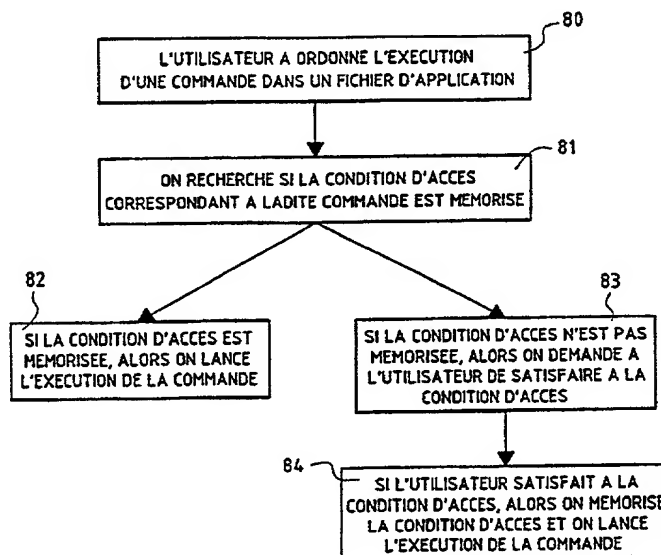 80
L'UTILISATEUR A ORDONNE L'EXECUTION
D'UNE COMMANDE DANS UN FICHIER D'APPLICATION
81
ON RECHERCHE SI LA CONDITION D'ACCES
CORRESPONDANT A LADITE COMMANDE EST MEMORISE
82
SI LA CONDITION D'ACCES EST
MEMORISEE, ALORS ON LANCE
L'EXECUTION DE LA COMMANDE
83
SI LA CONDITION D'ACCES N'EST PAS
MEMORISEE, ALORS ON DEMANDE A
L'UTILISATEUR DE SATISFAIRE A LA
CONDITION D'ACCES
84
SI L'UTILISATEUR SATISFAIT A LA
CONDITION D'ACCES, ALORS ON MEMORISE
LA CONDITION D'ACCES ET ON LANCE
L'EXECUTION DE LA COMMANDE